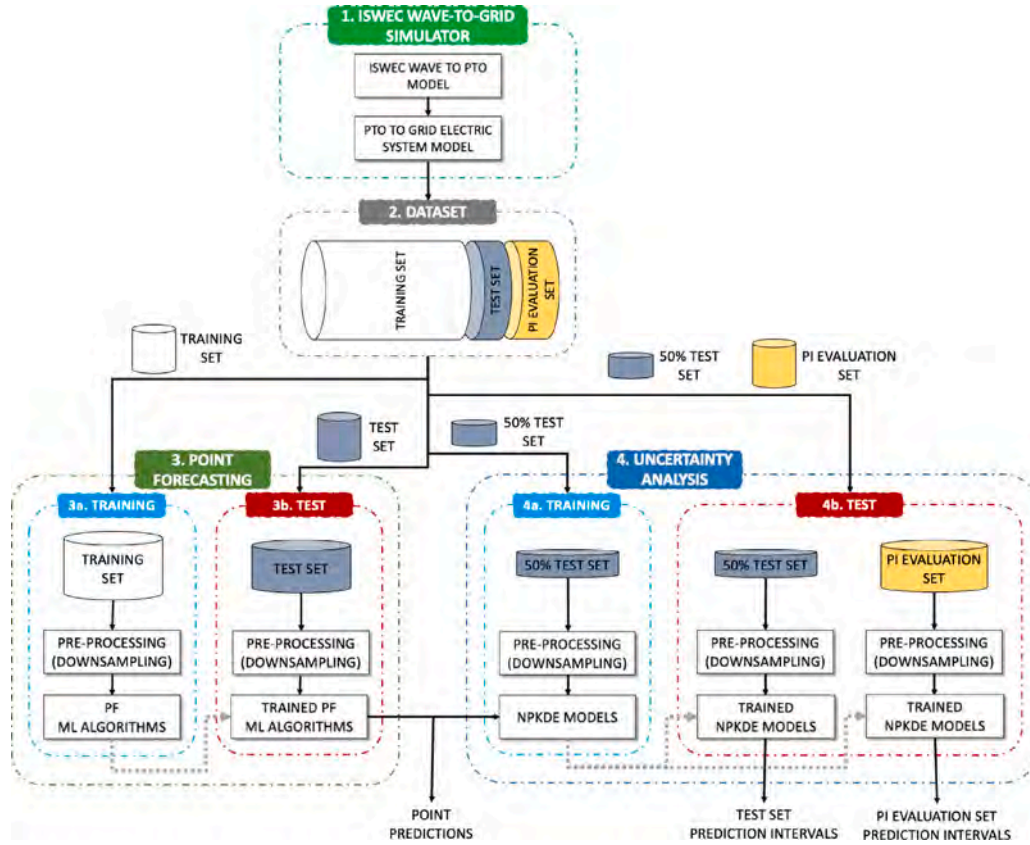 1. ISWEC WAVE-TO-GRID
SIMULATOR
ISWEC WAVE TO PTO
MODEL
PTO TO GRID ELECTRIC
SYSTEM MODEL
2. DATASET
TRAINING SET
TEST SET
PI EVALUATION
SET
TRAINING
SET
50% TEST
SET
PI EVALUATION
SET
TEST
SET
50% TEST
SET
3. POINT
FORECASTING
4. UNCERTAINTY
ANALYSIS
3a. TRAINING
3b. TEST
4a. TRAINING
4b. TEST
TRAINING
SET
TEST SET
50% TEST SET
50% TEST SET
PI EVALUATION
SET
PRE-PROCESSING
(DOWNSAMPLING)
PRE-PROCESSING
(DOWNSAMPLING)
PRE-PROCESSING
(DOWNSAMPLING)
PRE-PROCESSING
(DOWNSAMPLING)
PRE-PROCESSING
(DOWNSAMPLING)
PF
ML ALGORITHMS
TRAINED PF
ML ALGORITHMS
NPKDE MODELS
TRAINED
NPKDE MODELS
TRAINED
NPKDE MODELS
POINT
PREDICTIONS
TEST SET
PREDICTION INTERVALS
PI EVALUATION SET
PREDICTION INTERVALS